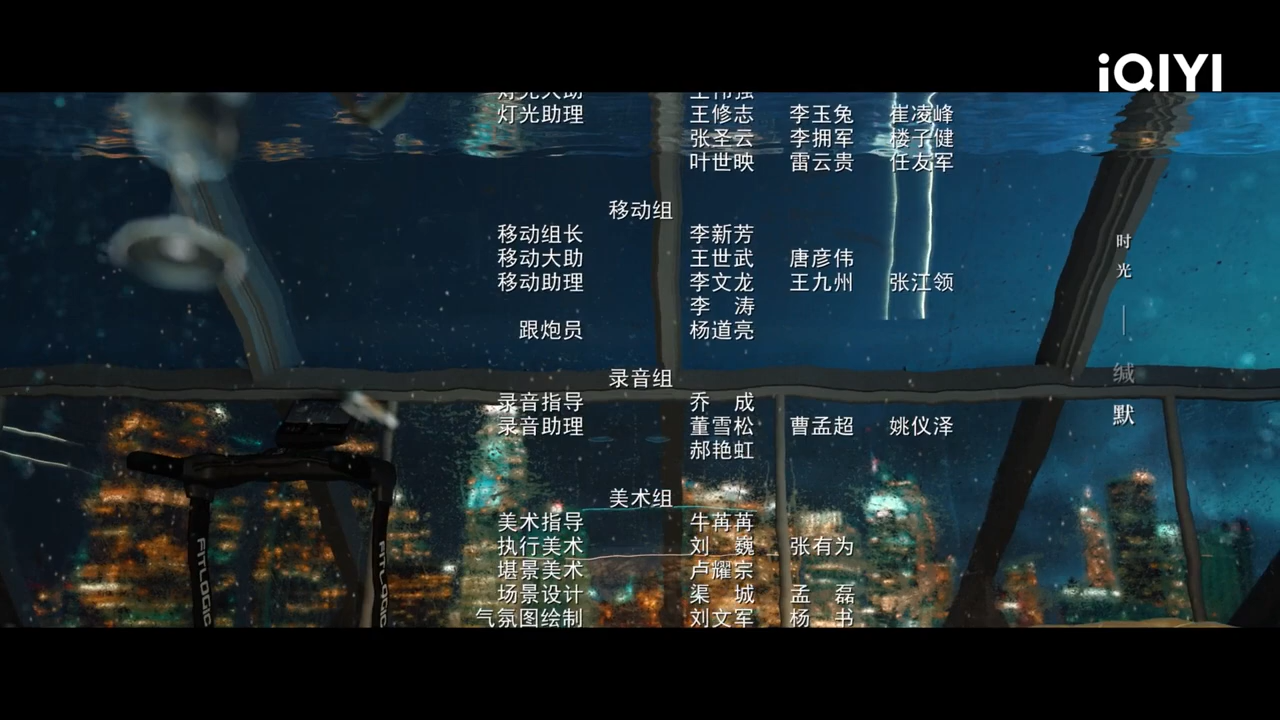 iQIYI
灯光助理 王修志 李玉兔 崔凌峰
张圣云 李拥军 楼子健
叶世映 雷云贵 任友军
移动组
移动组长 李新芳
移动大助 王世武 唐彦伟
移动助理 李文龙 王九州 张江领
李 涛
跟炮员 杨道亮
录音组
录音指导 乔 成
录音助理 董雪松 曹孟超 姚仪泽
郝艳虹
美术组
美术指导 牛苒苒
执行美术 刘 巍 张有为
堪景美术 卢耀宗
场景设计 渠 城 孟 磊
气氛图绘制 刘文军 杨 书
时光
缄默
FITLOGIC
FITLOGIC